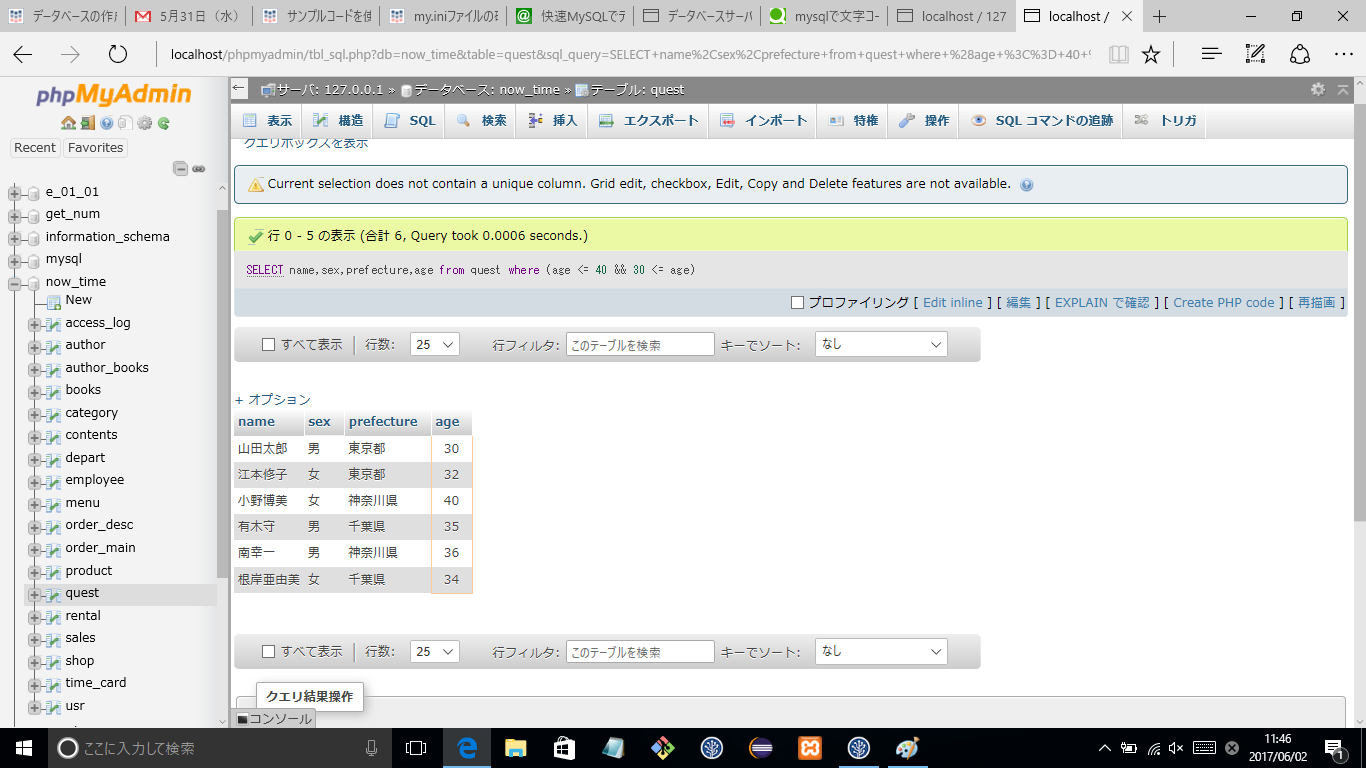 データベースの作成
5月31日（水）
サンプルコードを使
my.iniファイルの
快速MySQLでデ
データベースサーバ
mysqlで文字コー
localhost / 127
localhost /
localhost/phpmyadmin/tbl_sql.php?db=now_time&table=quest&sql_query=SELECT+name%2Csex%2Cprefecture+from+quest+where+%28age+%3C%3D+40+%
phpMyAdmin
Recent Favorites
e_01_01
get_num
information_schema
mysql
now_time
New
access_log
author
author_books
books
category
contents
depart
employee
menu
order_desc
order_main
product
quest
rental
sales
shop
time_card
usr
サーバ: 127.0.0.1 » データベース: now_time » テーブル: quest
表示 構造 SQL 検索 挿入 エクスポート インポート 特権 操作 SQL コマンドの追跡 トリガ
クエリボックスを表示
Current selection does not contain a unique column. Grid edit, checkbox, Edit, Copy and Delete features are not available.
行 0 - 5 の表示 (合計 6, Query took 0.0006 seconds.)
SELECT name,sex,prefecture,age from quest where (age <= 40 && 30 <= age)
プロファイリング [ Edit inline ] [ 編集 ] [ EXPLAIN で確認 ] [ Create PHP code ] [ 再描画 ]
すべて表示 行数: 25 行フィルタ: このテーブルを検索 キーでソート: なし
+ オプション
name sex prefecture age
山田太郎 男 東京都 30
江本修子 女 東京都 32
小野博美 女 神奈川県 40
有木守 男 千葉県 35
南幸一 男 神奈川県 36
根岸亜由美 女 千葉県 34
すべて表示 行数: 25 行フィルタ: このテーブルを検索 キーでソート: なし
クエリ結果操作
コンソール
ここに入力して検索
11:46
2017/06/02
1